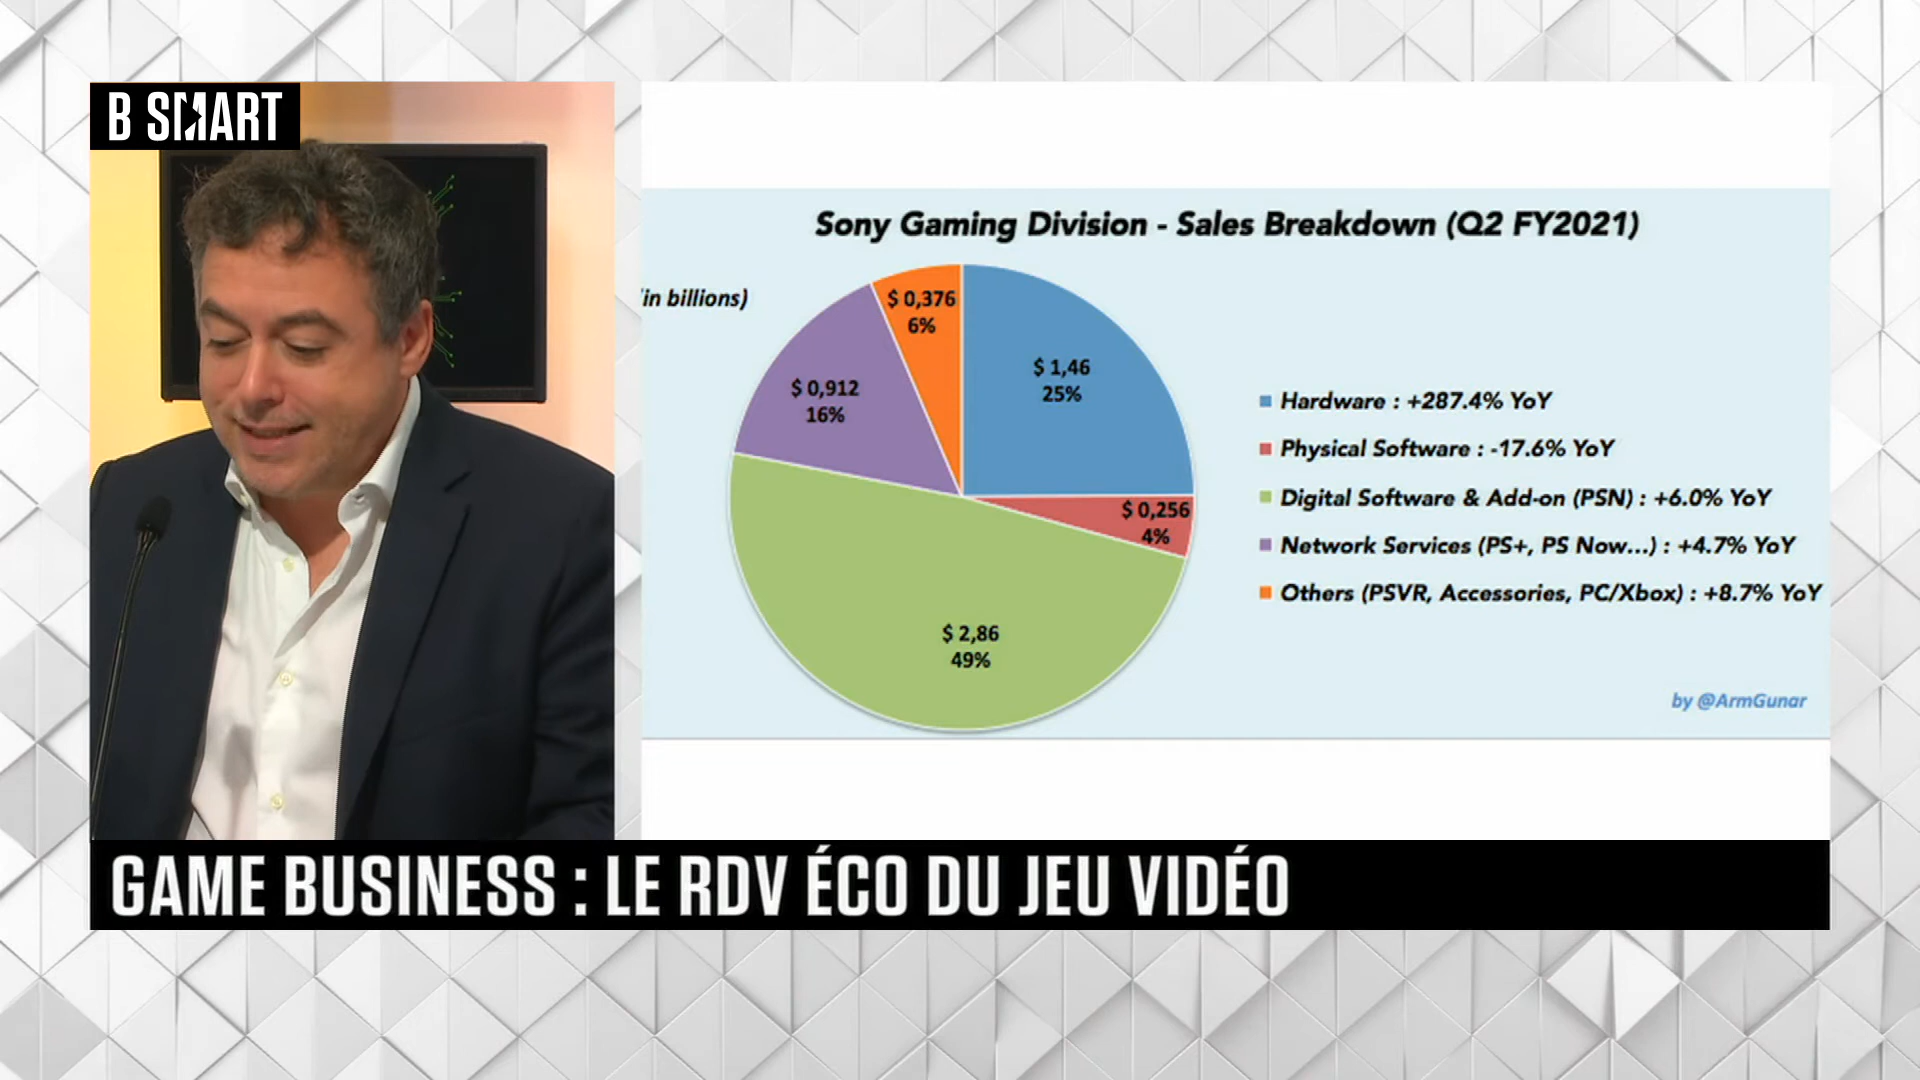 B SMART
Sony Gaming Division - Sales Breakdown (Q2 FY2021)
in billions)
$ 0,376
6%
$ 1,46
25%
$ 0,912
16%
$ 0,256
4%
$ 2,86
49%
Hardware : +287.4% YoY
Physical Software : -17.6% YoY
Digital Software & Add-on (PSN) : +6.0% YoY
Network Services (PS+, PS Now...) : +4.7% YoY
Others (PSVR, Accessories, PC/Xbox) : +8.7% YoY
by @ArmGunar
GAME BUSINESS : LE RDV ÉCO DU JEU VIDÉO